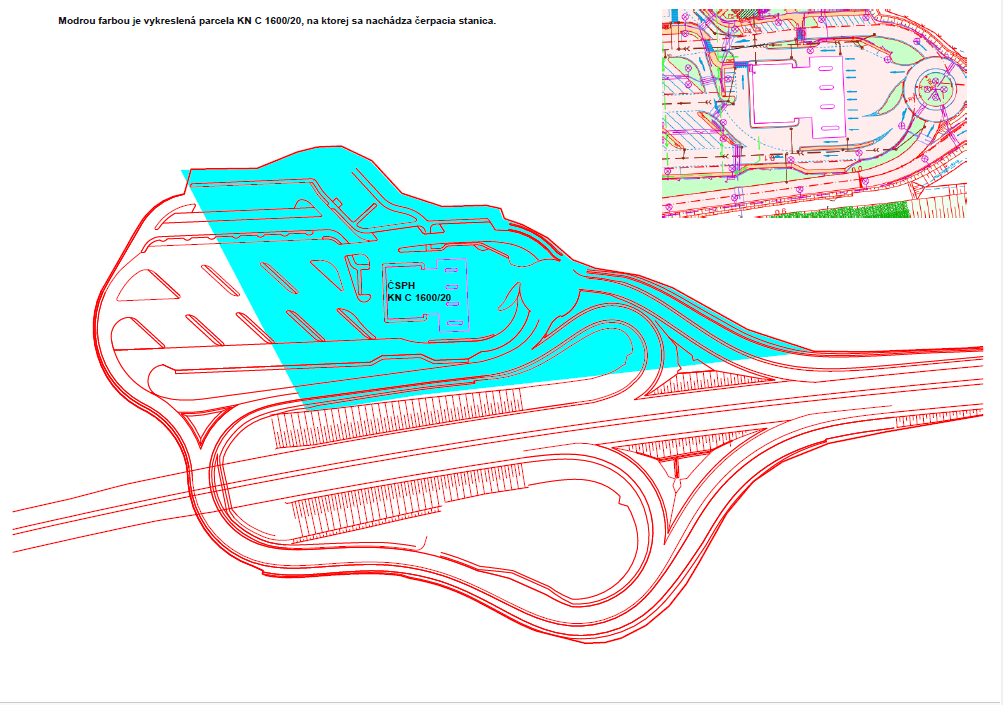 Modrou farbou je vykreslená parcela KN C 1600/20, na ktorej sa nachádza čerpacia stanica.
ČSPH
KN C 1600/20